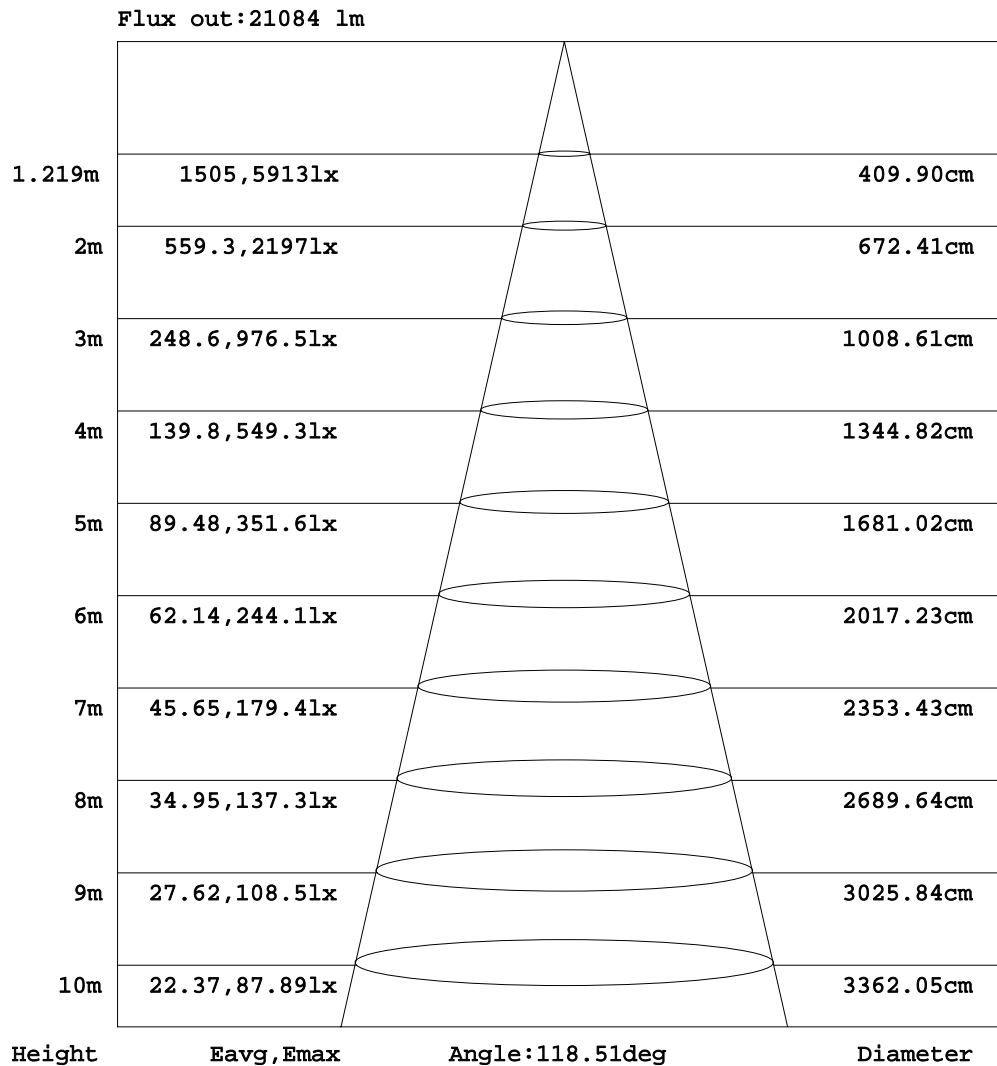 Flux out:21084 lm
1.219m 1505,5913lx 409.90cm
2m 559.3,2197lx 672.41cm
3m 248.6,976.5lx 1008.61cm
4m 139.8,549.3lx 1344.82cm
5m 89.48,351.6lx 1681.02cm
6m 62.14,244.1lx 2017.23cm
7m 45.65,179.4lx 2353.43cm
8m 34.95,137.3lx 2689.64cm
9m 27.62,108.5lx 3025.84cm
10m 22.37,87.89lx 3362.05cm
Height Eavg,Emax Angle:118.51deg Diameter